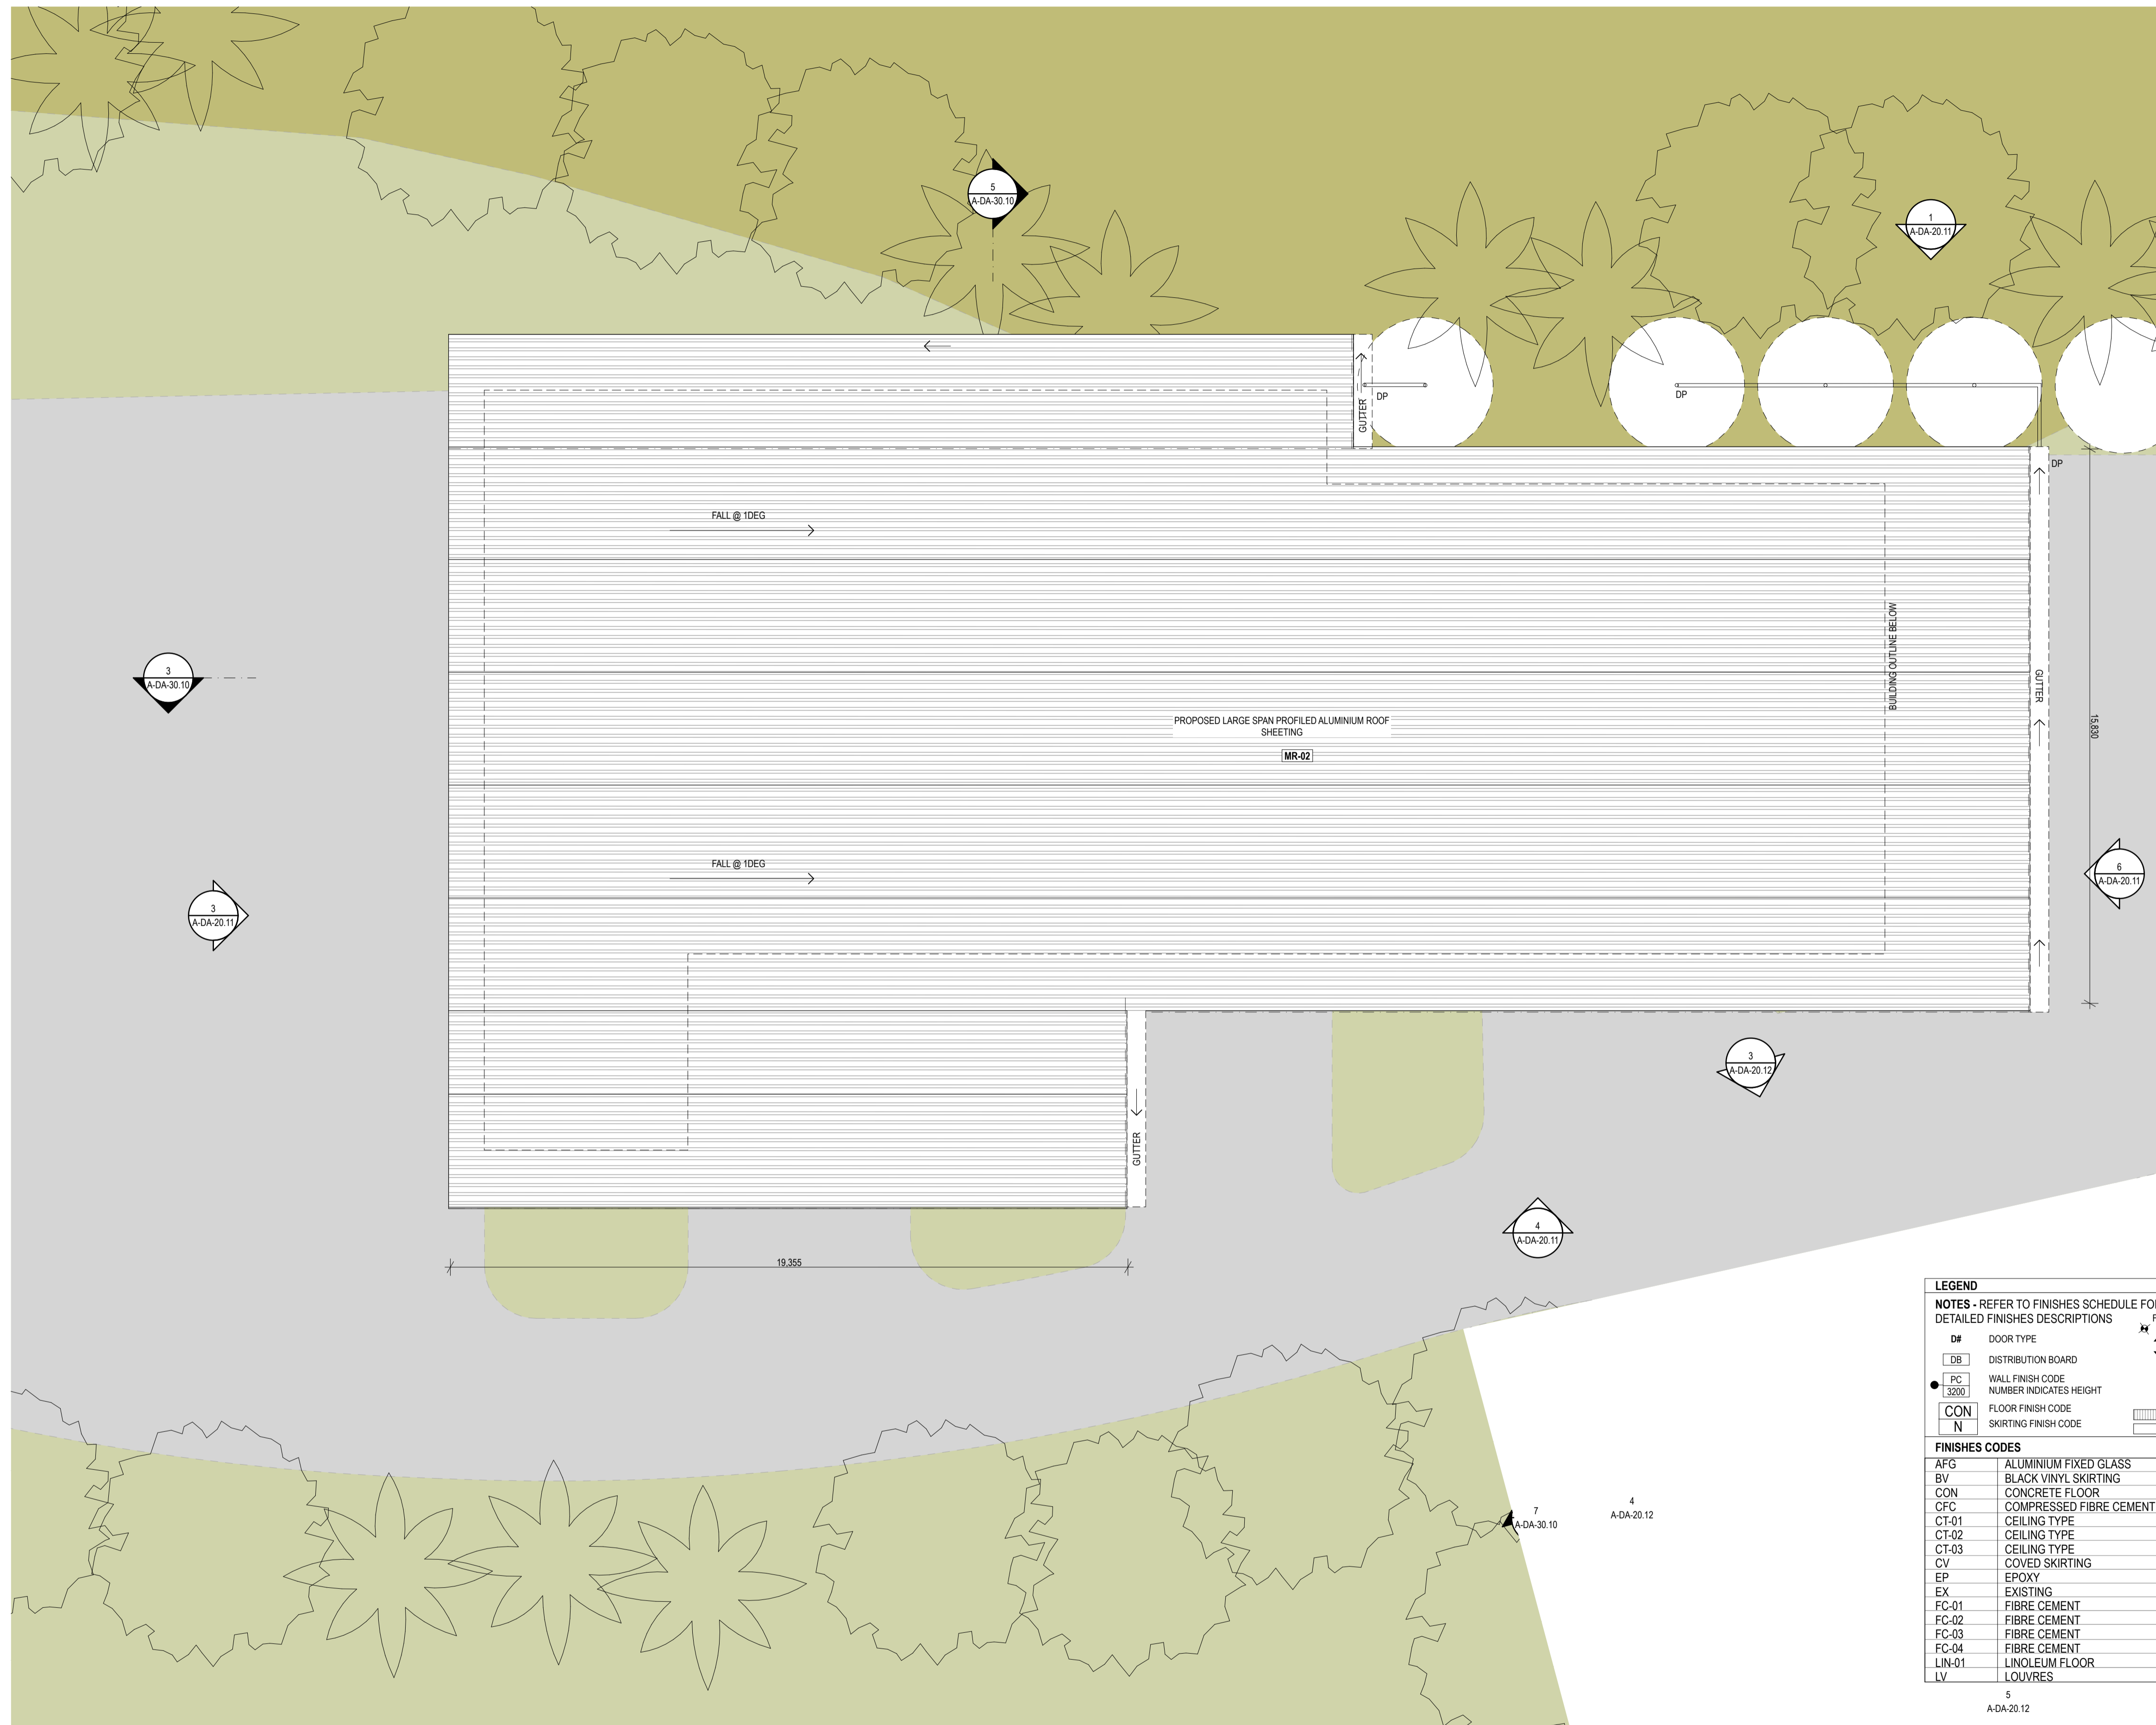 5
A-DA-30.10
1
A-DA-20.11
GUTTER
DP
DP
DP
FALL @ 1DEG
BUILDING OUTLINE BELOW
GUTTER
15,830
3
A-DA-30.10
PROPOSED LARGE SPAN PROFILED ALUMINIUM ROOF
SHEETING
MR-02
FALL @ 1DEG
6
A-DA-20.11
3
A-DA-20.11
3
A-DA-20.12
GUTTER
4
A-DA-20.11
19,355
7
A-DA-30.10
4
A-DA-20.12
LEGEND
NOTES - REFER TO FINISHES SCHEDULE FO
DETAILED FINISHES DESCRIPTIONS
D# DOOR TYPE
DB DISTRIBUTION BOARD
PC WALL FINISH CODE
3200 NUMBER INDICATES HEIGHT
CON FLOOR FINISH CODE
N SKIRTING FINISH CODE
FINISHES CODES
AFG ALUMINIUM FIXED GLASS
BV BLACK VINYL SKIRTING
CON CONCRETE FLOOR
CFC COMPRESSED FIBRE CEMENT
CT-01 CEILING TYPE
CT-02 CEILING TYPE
CT-03 CEILING TYPE
CV COVED SKIRTING
EP EPOXY
EX EXISTING
FC-01 FIBRE CEMENT
FC-02 FIBRE CEMENT
FC-03 FIBRE CEMENT
FC-04 FIBRE CEMENT
LIN-01 LINOLEUM FLOOR
LV LOUVRES
5
A-DA-20.12